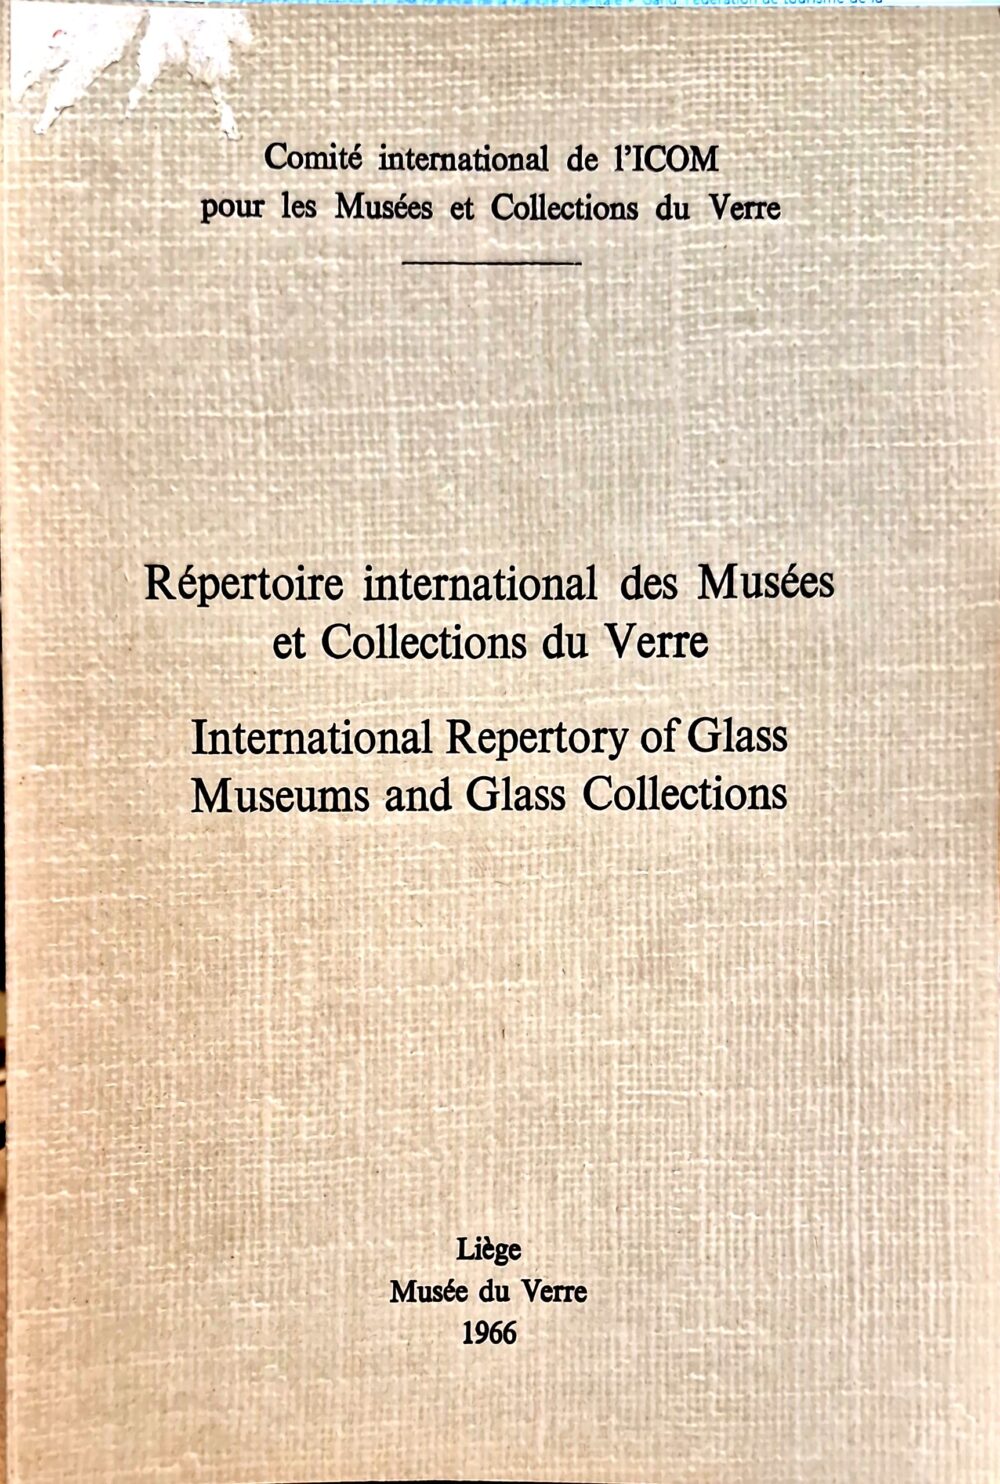 Comité international de l'ICOM
pour les Musées et Collections du Verre
Répertoire international des Musées
et Collections du Verre
International Repertory of Glass
Museums and Glass Collections
Liège
Musée du Verre
1966